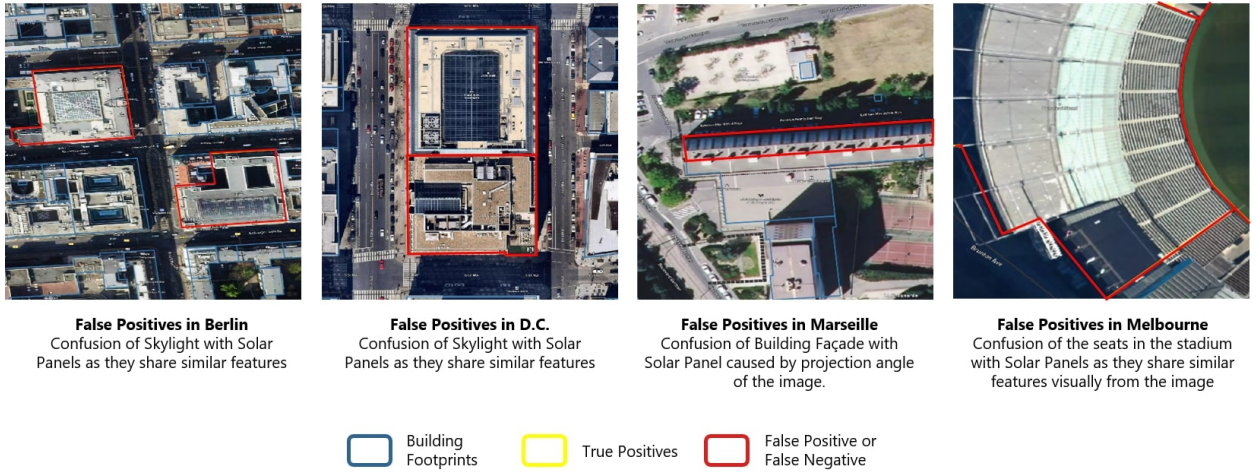 False Positives in Berlin
Confusion of Skylight with Solar
Panels as they share similar features
False Positives in D.C.
Confusion of Skylight with Solar
Panels as they share similar features
False Positives in Marseille
Confusion of Building Façade with
Solar Panel caused by projection angle
of the image.
False Positives in Melbourne
Confusion of the seats in the stadium
with Solar Panels as they share similar
features visually from the image
Building
Footprints
True Positives
False Positive or
False Negative